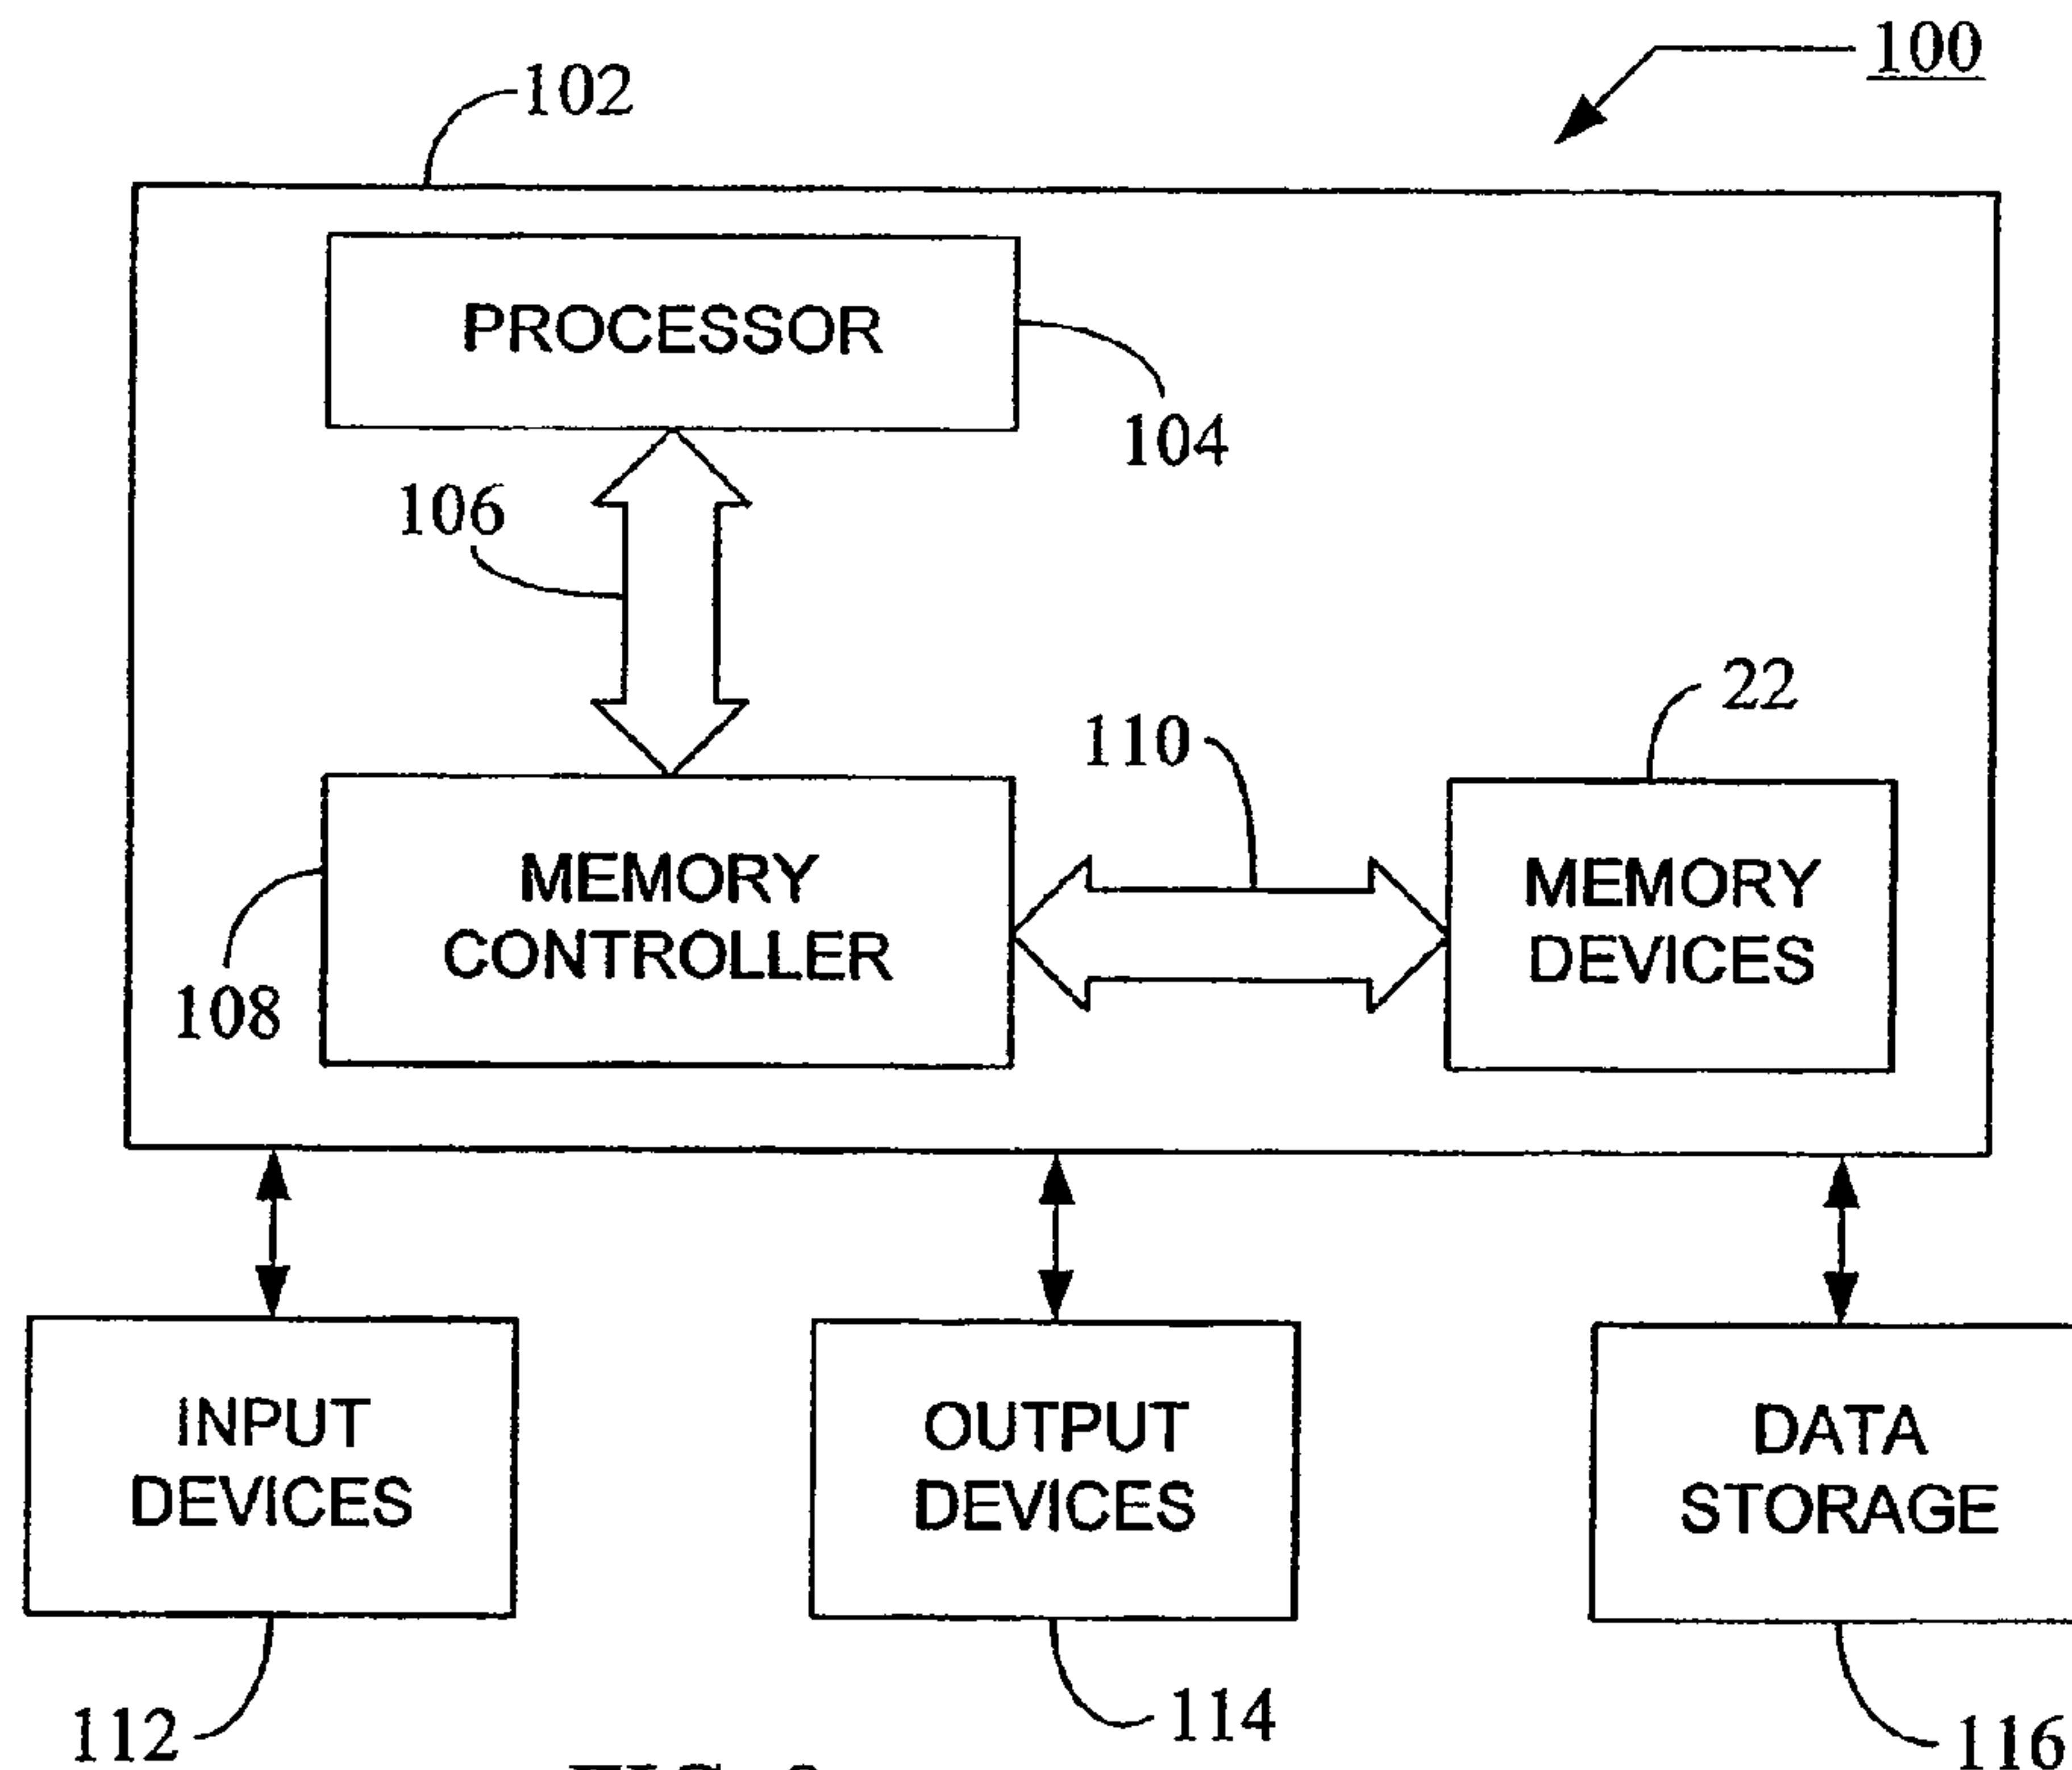 100
102
PROCESSOR
104
106
22
110
MEMORY
CONTROLLER
MEMORY
DEVICES
108
INPUT
DEVICES
OUTPUT
DEVICES
DATA
STORAGE
112
114
116